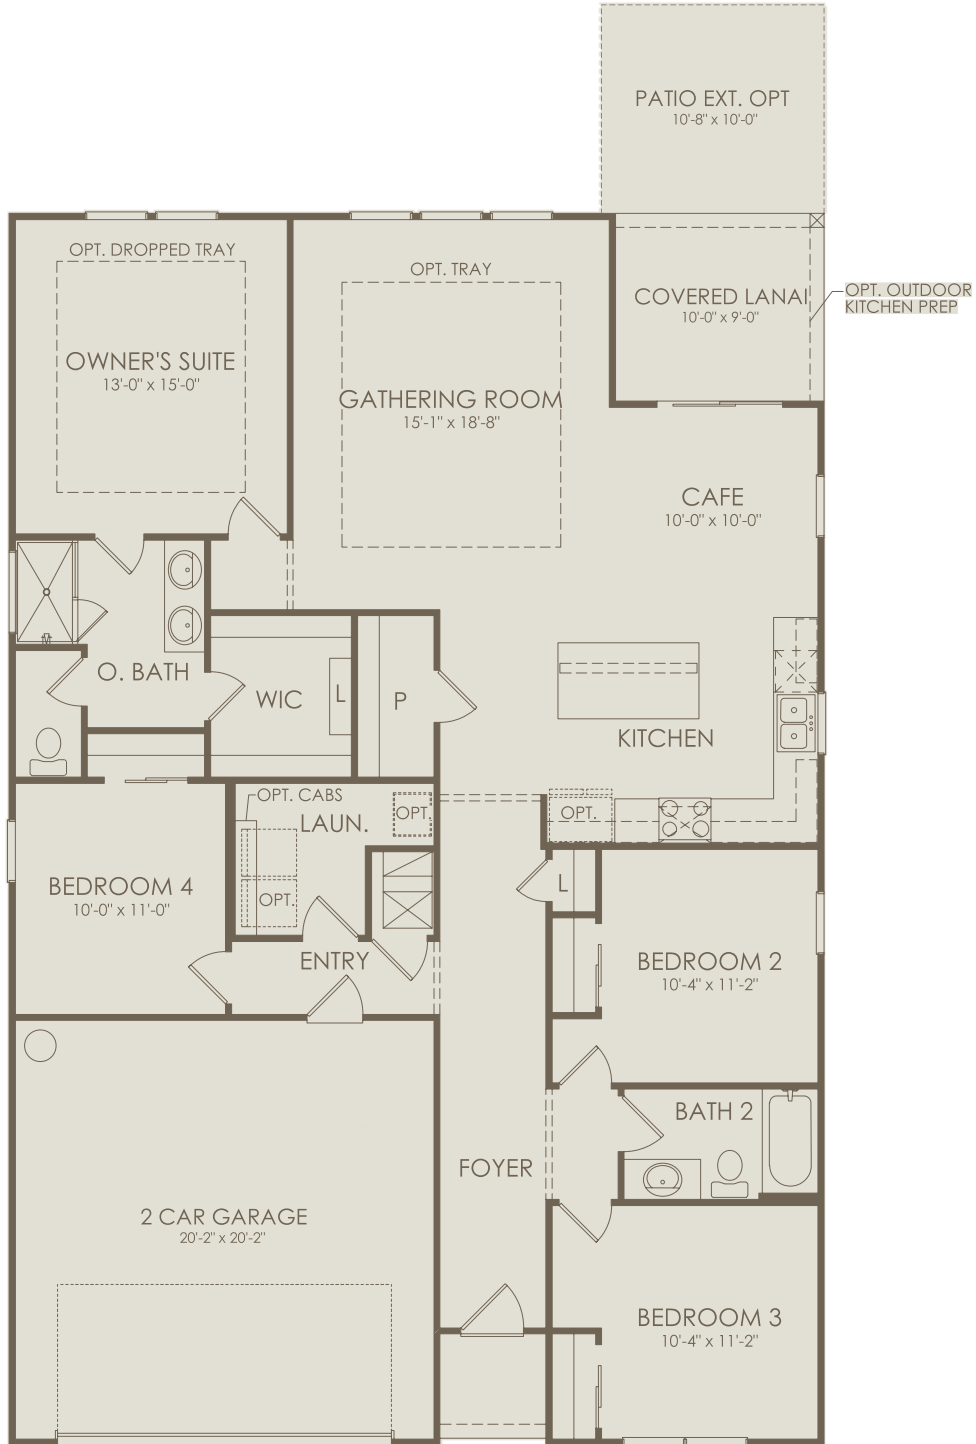 PATIO EXT. OPT
10'-8" x 10'-0"
OPT. DROPPED TRAY
OPT. TRAY
COVERED LANAI
10'-0" x 9'-0"
OPT. OUTDOOR
KITCHEN PREP
OWNER'S SUITE
13'-0" x 15'-0"
GATHERING ROOM
15'-1" x 18'-8"
CAFE
10'-0" x 10'-0"
O. BATH
WIC
L
P
KITCHEN
OPT. CABS
LAUN.
OPT.
OPT.
OPT.
BEDROOM 4
10'-0" x 11'-0"
L
ENTRY
BEDROOM 2
10'-4" x 11'-2"
BATH 2
FOYER
2 CAR GARAGE
20'-2" x 20'-2"
BEDROOM 3
10'-4" x 11'-2"